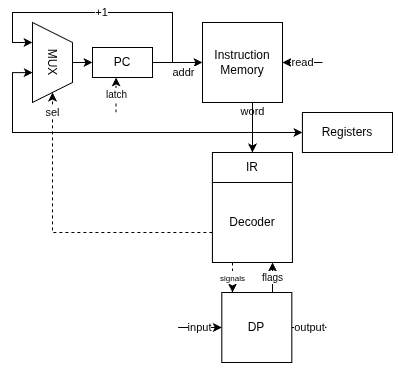 +1
MUX
PC
Instruction
Memory
read
addr
latch
sel
word
Registers
IR
Decoder
signals
flags
input
DP
output